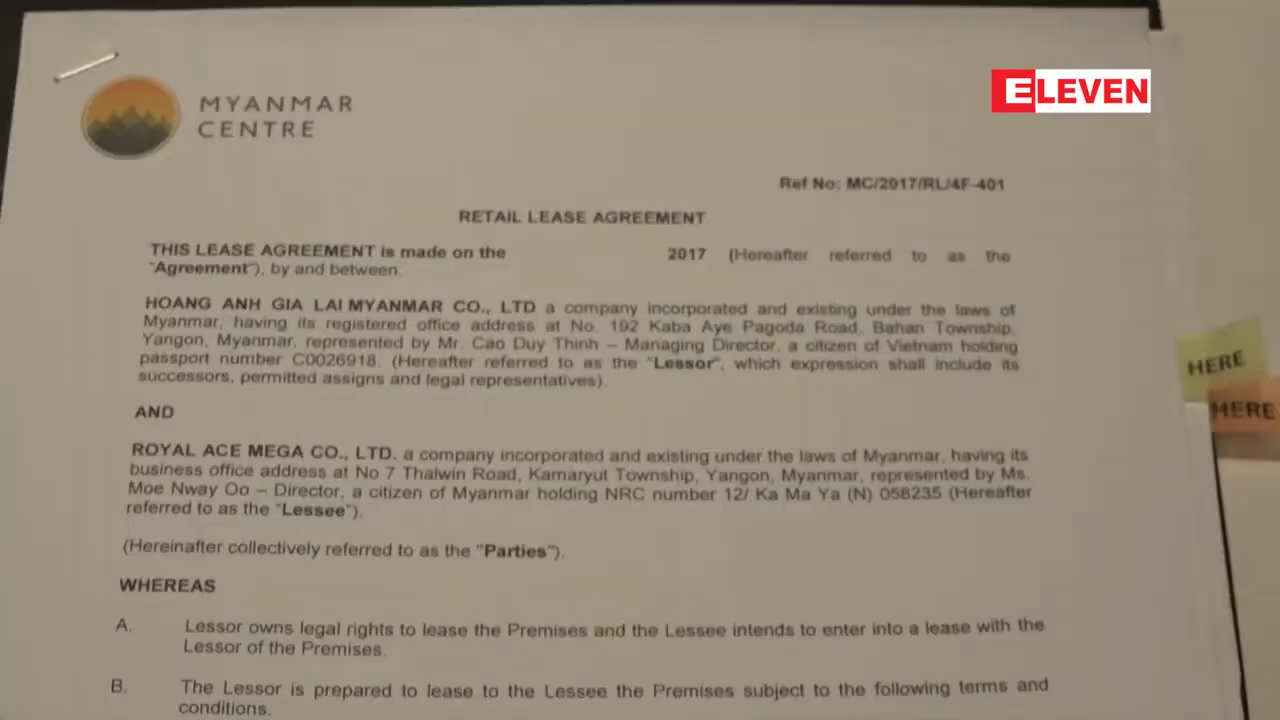 MYANMAR
CENTRE
ELEVEN
Ref No: MC/2017/RL/4F-401
RETAIL LEASE AGREEMENT
THIS LEASE AGREEMENT is made on the 2017 (Hereafter referred to as the
"Agreement"), by and between.
HOANG ANH GIA LAI MYANMAR CO., LTD a company incorporated and existing under the laws of
Myanmar, having its registered office address at No. 192 Kaba Aye Pagoda Road, Bahan Township,
Yangon, Myanmar, represented by Mr. Cao Duy Thinh – Managing Director, a citizen of Vietnam holding
passport number C0026918. (Hereafter referred to as the "Lessor", which expression shall include its
successors, permitted assigns and legal representatives).
HERE
HERE
AND
ROYAL ACE MEGA CO., LTD. a company incorporated and existing under the laws of Myanmar, having its
business office address at No 7 Thalwin Road, Kamaryut Township, Yangon, Myanmar, represented by Ms.
Moe Nway Oo – Director, a citizen of Myanmar holding NRC number 12/ Ka Ma Ya (N) 058235 (Hereafter
referred to as the "Lessee").
(Hereinafter collectively referred to as the "Parties").
WHEREAS
A. Lessor owns legal rights to lease the Premises and the Lessee intends to enter into a lease with the
Lessor of the Premises.
B. The Lessor is prepared to lease to the Lessee the Premises subject to the following terms and
conditions.